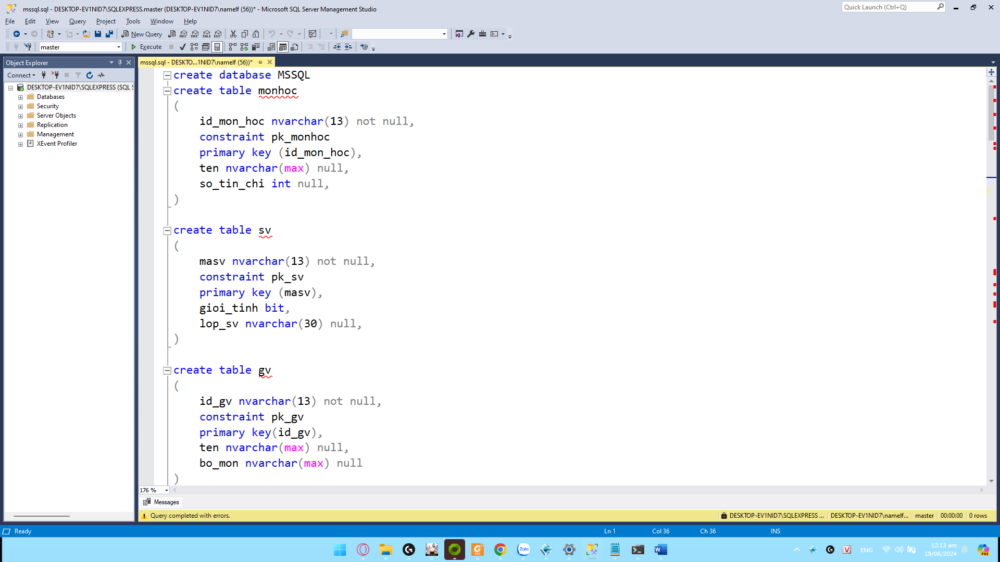 mssql.sql - DESKTOP-EV1NID7\SQLEXPRESS.master (DESKTOP-EV1NID7\namelf (56))* - Microsoft SQL Server Management Studio
Quick Launch (Ctrl+Q)
File Edit View Query Project Tools Window Help
New Query
MDX DMX XMLA DAX
master
Execute
Object Explorer
mssql.sql - DESKTO...1NID7\namelf (56))*
Connect
DESKTOP-EV1NID7\SQLEXPRESS (SQL S
Databases
Security
Server Objects
Replication
Management
XEvent Profiler
create database MSSQL
create table monhoc
(
id_mon_hoc nvarchar(13) not null,
constraint pk_monhoc
primary key (id_mon_hoc),
ten nvarchar(max) null,
so_tin_chi int null,
)
create table sv
(
masv nvarchar(13) not null,
constraint pk_sv
primary key (masv),
gioi_tinh bit,
lop_sv nvarchar(30) null,
)
create table gv
(
id_gv nvarchar(13) not null,
constraint pk_gv
primary key(id_gv),
ten nvarchar(max) null,
bo_mon nvarchar(max) null
)
176 %
Messages
Query completed with errors.
DESKTOP-EV1NID7\SQLEXPRESS ... DESKTOP-EV1NID7\namelf... master 00:00:00 0 rows
Ready
Ln 1 Col 36 Ch 36 INS
Zalo
ENG
12:13 am
19/06/2024
PRE